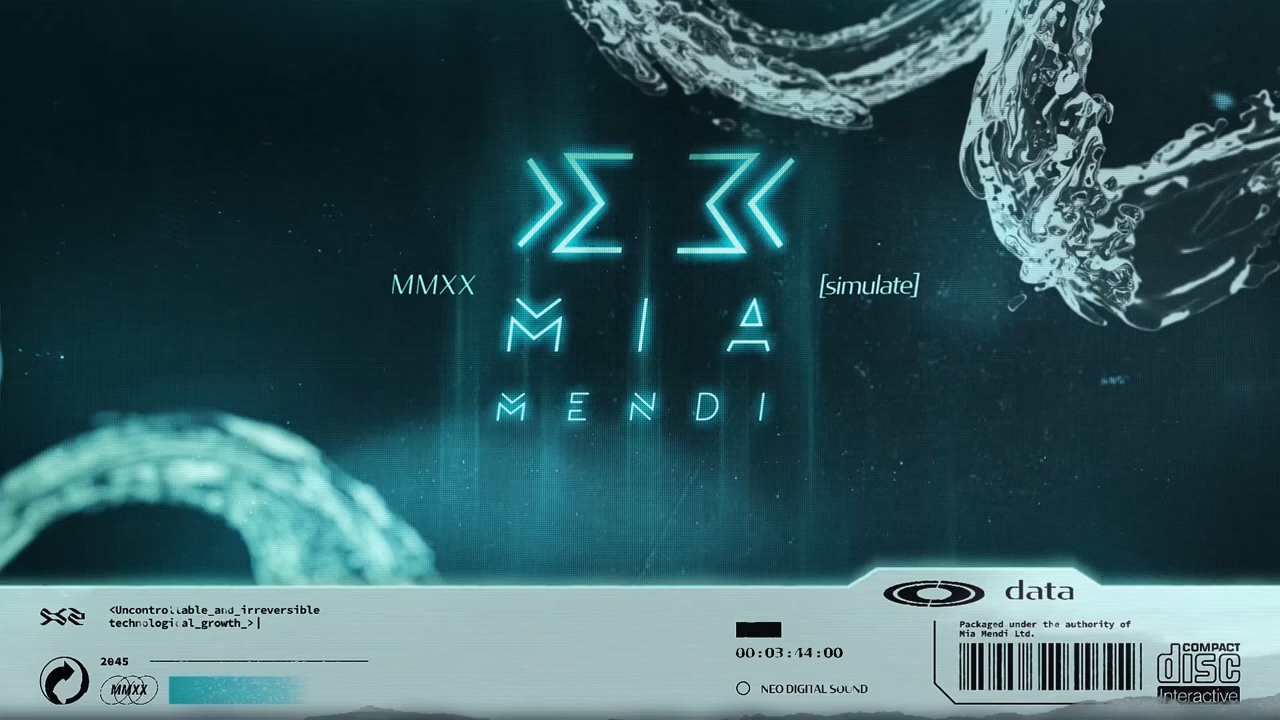 MMXX
[simulate]
MIA
MENDI
data
<Uncontrollable_and_irreversible
technological_growth_>|
Packaged under the authority of
Mia Mendi Ltd.
00:03:44:00
2045
MMXX
NEO DIGITAL SOUND
COMPACT
disc
Interactive